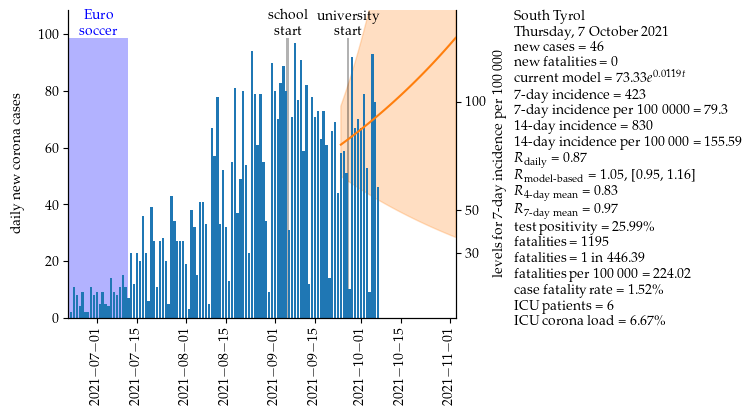 Euro
soccer
school
start
university
start
daily new corona cases
0
20
40
60
80
100
2021−07−01
2021−07−15
2021−08−01
2021−08−15
2021−09−01
2021−09−15
2021−10−01
2021−10−15
2021−11−01
30
50
100
levels for 7-day incidence per 100 000
South Tyrol
Thursday, 7 October 2021
new cases = 46
new fatalities = 0
current model = 73.33e^{0.0119t}
7-day incidence = 423
7-day incidence per 100 0000 = 79.3
14-day incidence = 830
14-day incidence per 100 000 = 155.59
R_daily = 0.87
R_model-based = 1.05, [0.95, 1.16]
R_4-day mean = 0.83
R_7-day mean = 0.97
test positivity = 25.99%
fatalities = 1195
fatalities = 1 in 446.39
fatalities per 100 000 = 224.02
case fatality rate = 1.52%
ICU patients = 6
ICU corona load = 6.67%